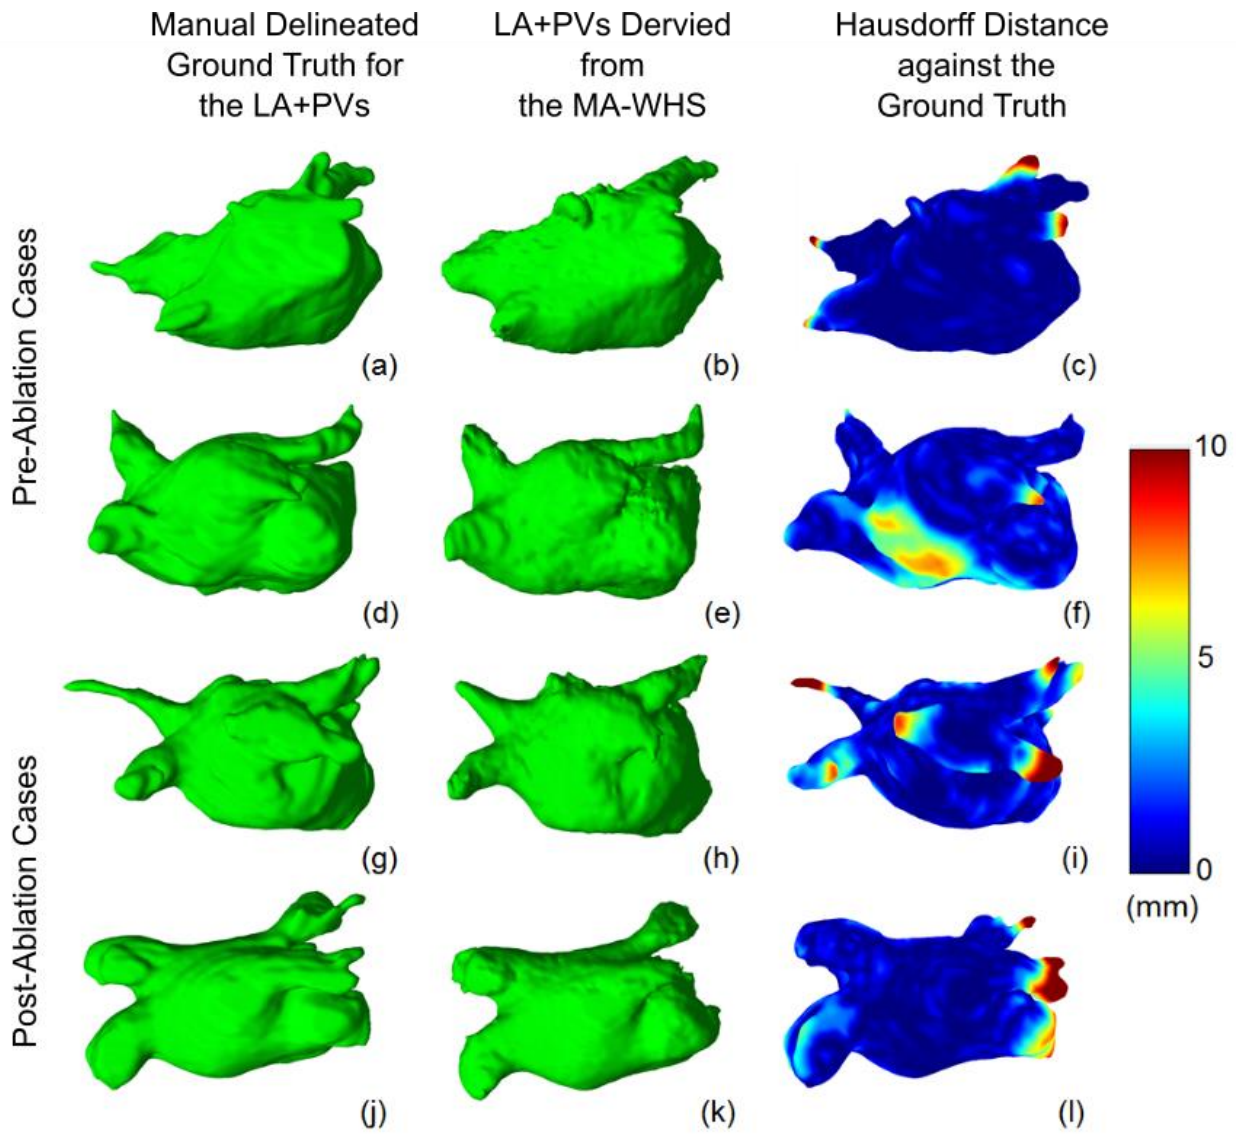 Manual Delineated
Ground Truth for
the LA+PVs
LA+PVs Dervied
from
the MA-WHS
Hausdorff Distance
against the
Ground Truth
Pre-Ablation Cases
(a)
(b)
(c)
(d)
(e)
(f)
Post-Ablation Cases
(g)
(h)
(i)
(j)
(k)
(l)
10
5
0
(mm)